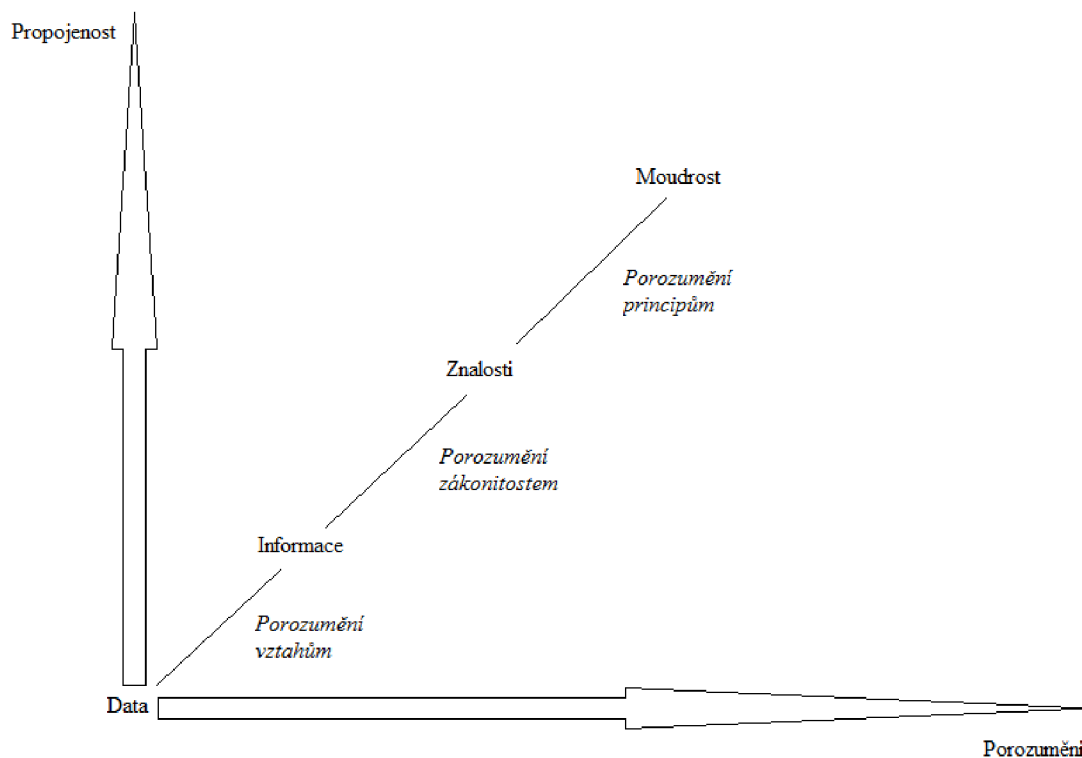 Propojenost
Moudrost
Porozumění
principům
Znalosti
Porozumění
zákonitostem
Informace
Porozumění
vztahům
Data
Porozumění